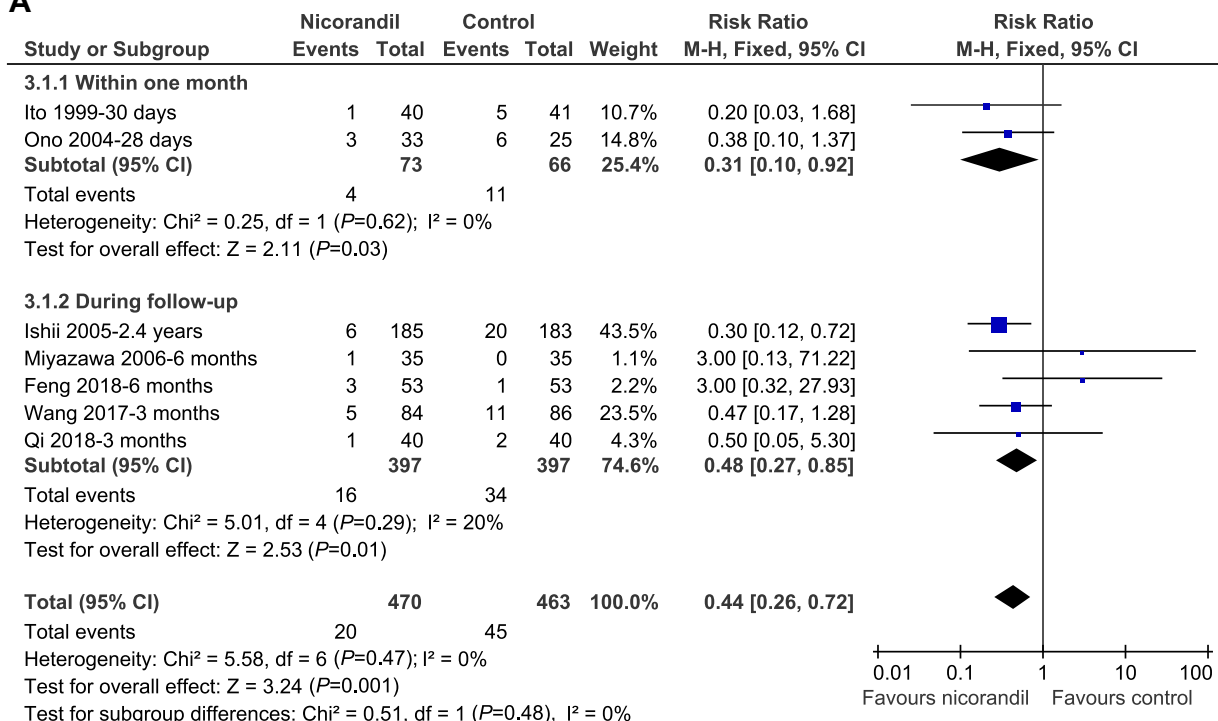 A
Nicorandil Control Risk Ratio Risk Ratio
Study or Subgroup Events Total Events Total Weight M-H, Fixed, 95% CI M-H, Fixed, 95% CI
3.1.1 Within one month
Ito 1999-30 days 1 40 5 41 10.7% 0.20 [0.03, 1.68]
Ono 2004-28 days 3 33 6 25 14.8% 0.38 [0.10, 1.37]
Subtotal (95% CI) 73 66 25.4% 0.31 [0.10, 0.92]
Total events 4 11
Heterogeneity: Chi² = 0.25, df = 1 (P=0.62); I² = 0%
Test for overall effect: Z = 2.11 (P=0.03)
3.1.2 During follow-up
Ishii 2005-2.4 years 6 185 20 183 43.5% 0.30 [0.12, 0.72]
Miyazawa 2006-6 months 1 35 0 35 1.1% 3.00 [0.13, 71.22]
Feng 2018-6 months 3 53 1 53 2.2% 3.00 [0.32, 27.93]
Wang 2017-3 months 5 84 11 86 23.5% 0.47 [0.17, 1.28]
Qi 2018-3 months 1 40 2 40 4.3% 0.50 [0.05, 5.30]
Subtotal (95% CI) 397 397 74.6% 0.48 [0.27, 0.85]
Total events 16 34
Heterogeneity: Chi² = 5.01, df = 4 (P=0.29); I² = 20%
Test for overall effect: Z = 2.53 (P=0.01)
Total (95% CI) 470 463 100.0% 0.44 [0.26, 0.72]
Total events 20 45
Heterogeneity: Chi² = 5.58, df = 6 (P=0.47); I² = 0%
Test for overall effect: Z = 3.24 (P=0.001)
Test for subgroup differences: Chi² = 0.51, df = 1 (P=0.48), I² = 0%
0.01 0.1 1 10 100
Favours nicorandil Favours control